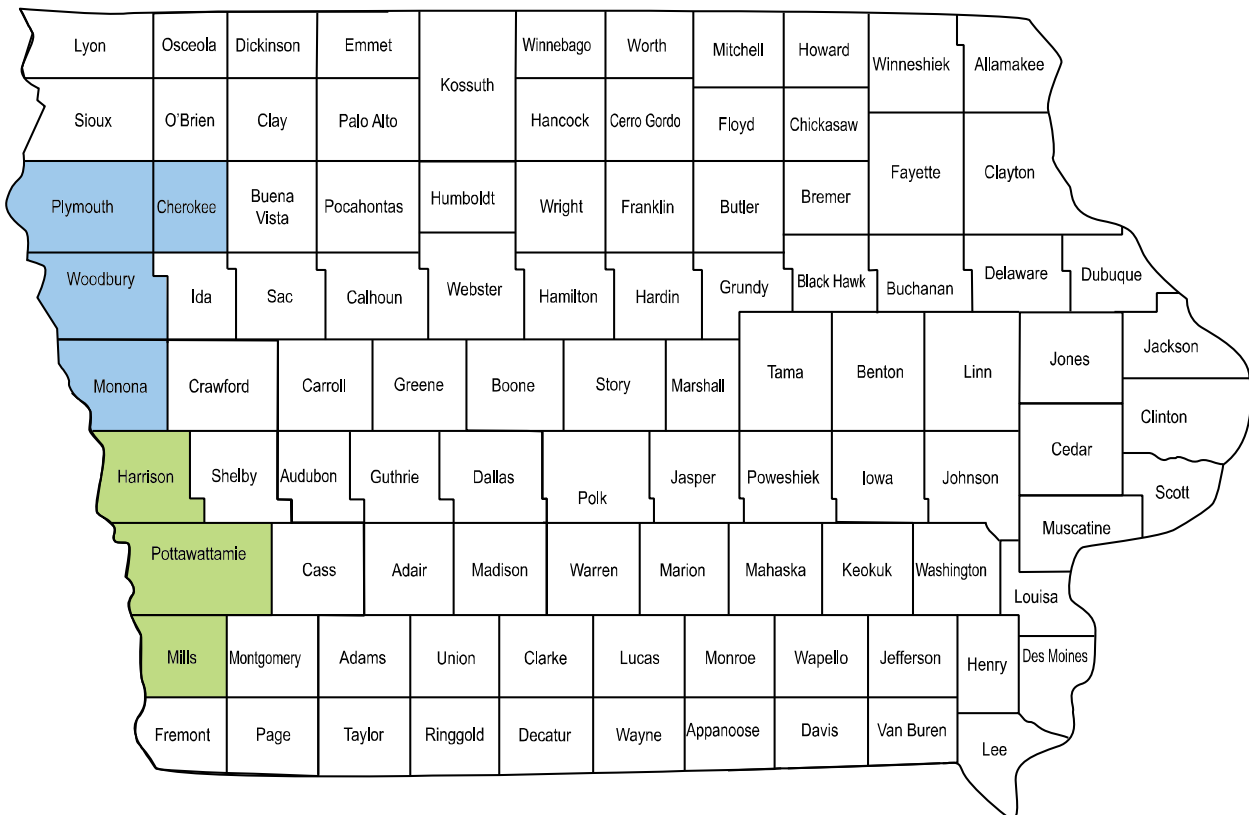 Lyon
Osceola
Dickinson
Emmet
Kossuth
Winnebago
Worth
Mitchell
Howard
Winneshiek
Allamakee
Sioux
O'Brien
Clay
Palo Alto
Hancock
Cerro Gordo
Floyd
Chickasaw
Fayette
Clayton
Plymouth
Cherokee
Buena
Vista
Pocahontas
Humboldt
Wright
Franklin
Butler
Bremer
Woodbury
Ida
Sac
Calhoun
Webster
Hamilton
Hardin
Grundy
Black Hawk
Buchanan
Delaware
Dubuque
Monona
Crawford
Carroll
Greene
Boone
Story
Marshall
Tama
Benton
Linn
Jones
Jackson
Clinton
Harrison
Shelby
Audubon
Guthrie
Dallas
Polk
Jasper
Poweshiek
Iowa
Johnson
Cedar
Scott
Muscatine
Pottawattamie
Cass
Adair
Madison
Warren
Marion
Mahaska
Keokuk
Washington
Louisa
Mills
Montgomery
Adams
Union
Clarke
Lucas
Monroe
Wapello
Jefferson
Henry
Des Moines
Fremont
Page
Taylor
Ringgold
Decatur
Wayne
Appanoose
Davis
Van Buren
Lee